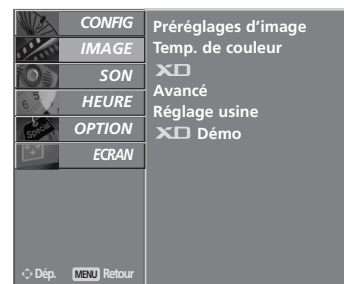 CONFIG
IMAGE
SON
HEURE
OPTION
ECRAN
Préréglages d'image
Temp. de couleur
XD
Avancé
Réglage usine
XD Démo
Dép. MENU Retour